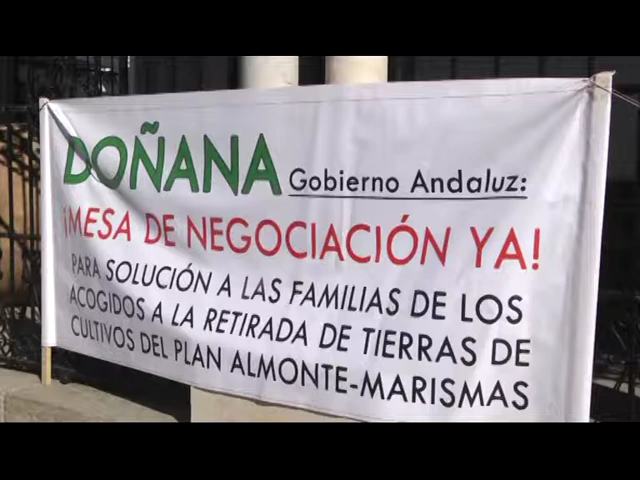 DOÑANA Gobierno Andaluz:
¡MESA DE NEGOCIACIÓN YA!
PARA SOLUCIÓN A LAS FAMILIAS DE LOS
ACOGIDOS A LA RETIRADA DE TIERRAS DE
CULTIVOS DEL PLAN ALMONTE-MARISMAS